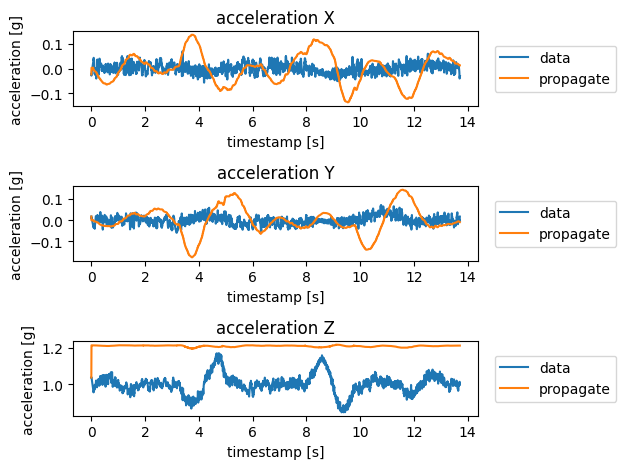 acceleration X
acceleration [g]
0.1
0.0
−0.1
0 2 4 6 8 10 12 14
timestamp [s]
data
propagate
acceleration Y
acceleration [g]
0.1
0.0
−0.1
0 2 4 6 8 10 12 14
timestamp [s]
data
propagate
acceleration Z
acceleration [g]
1.2
1.0
0 2 4 6 8 10 12 14
timestamp [s]
data
propagate